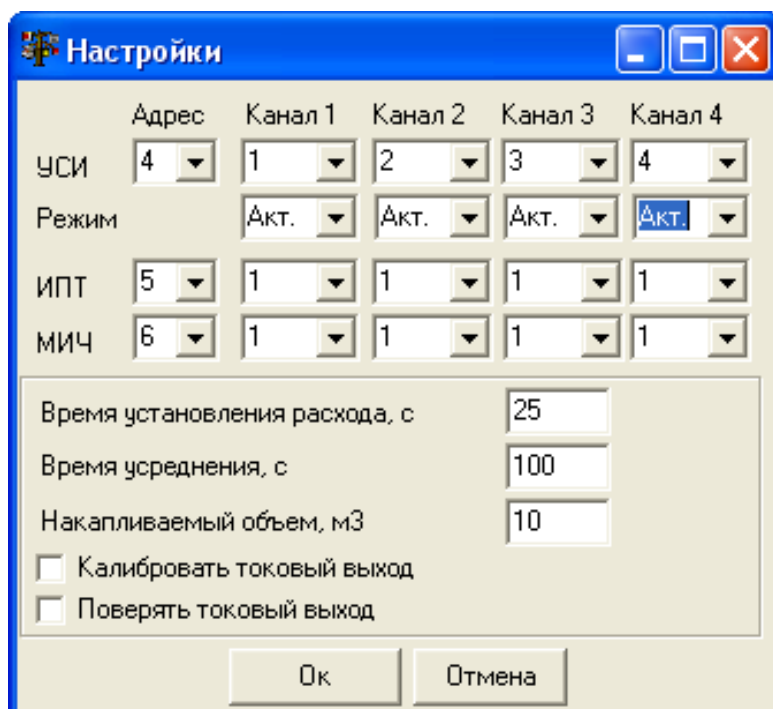 Настройки
Адрес Канал 1 Канал 2 Канал 3 Канал 4
УСИ 4 1 2 3 4
Режим Акт. Акт. Акт. Акт.
ИПТ 5 1 1 1 1
МИЧ 6 1 1 1 1
Время установления расхода, с 25
Время усреднения, с 100
Накапливаемый объем, м3 10
Калибровать токовый выход
Поверять токовый выход
Ок Отмена